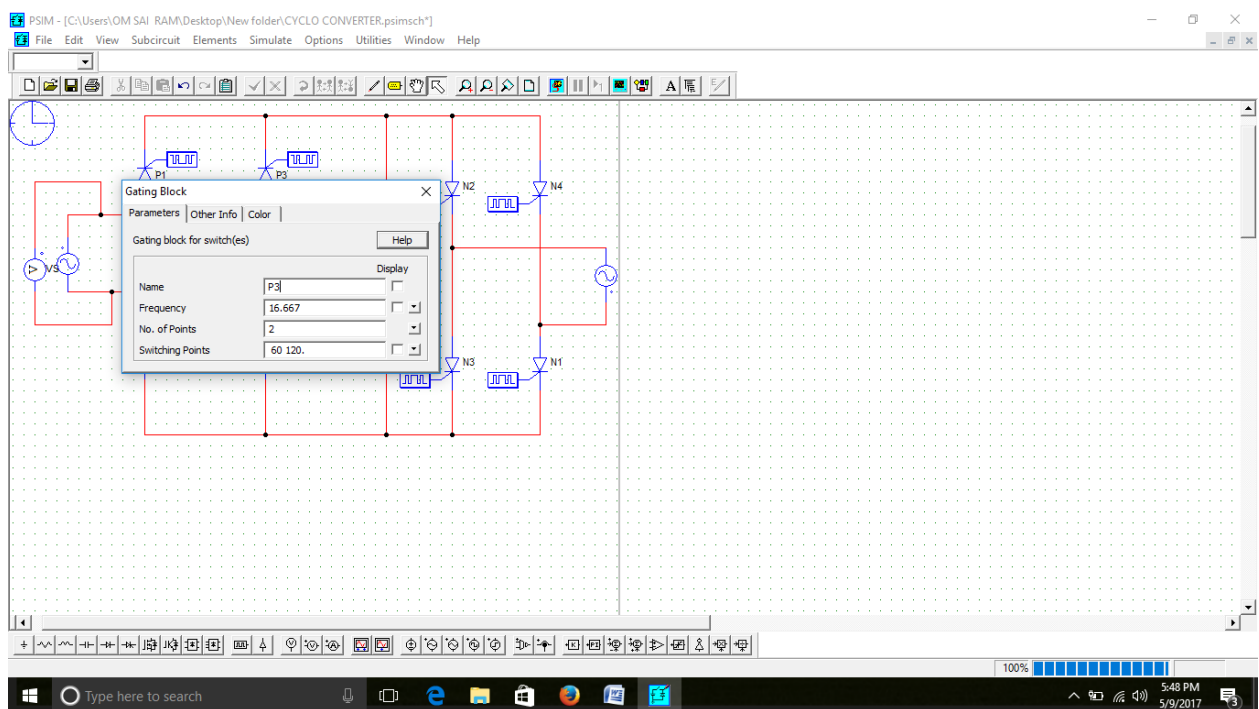 PSIM - [C:\Users\OM SAI RAM\Desktop\New folder\CYCLO CONVERTER.psimsch*]
File Edit View Subcircuit Elements Simulate Options Utilities Window Help
P1
P3
N2
N4
Gating Block
Parameters Other Info Color
Gating block for switch(es) Help
Display
Name P3
Frequency 16.667
No. of Points 2
Switching Points 60 120.
V
VS
N3
N1
100%
Type here to search
5:48 PM
5/9/2017
3